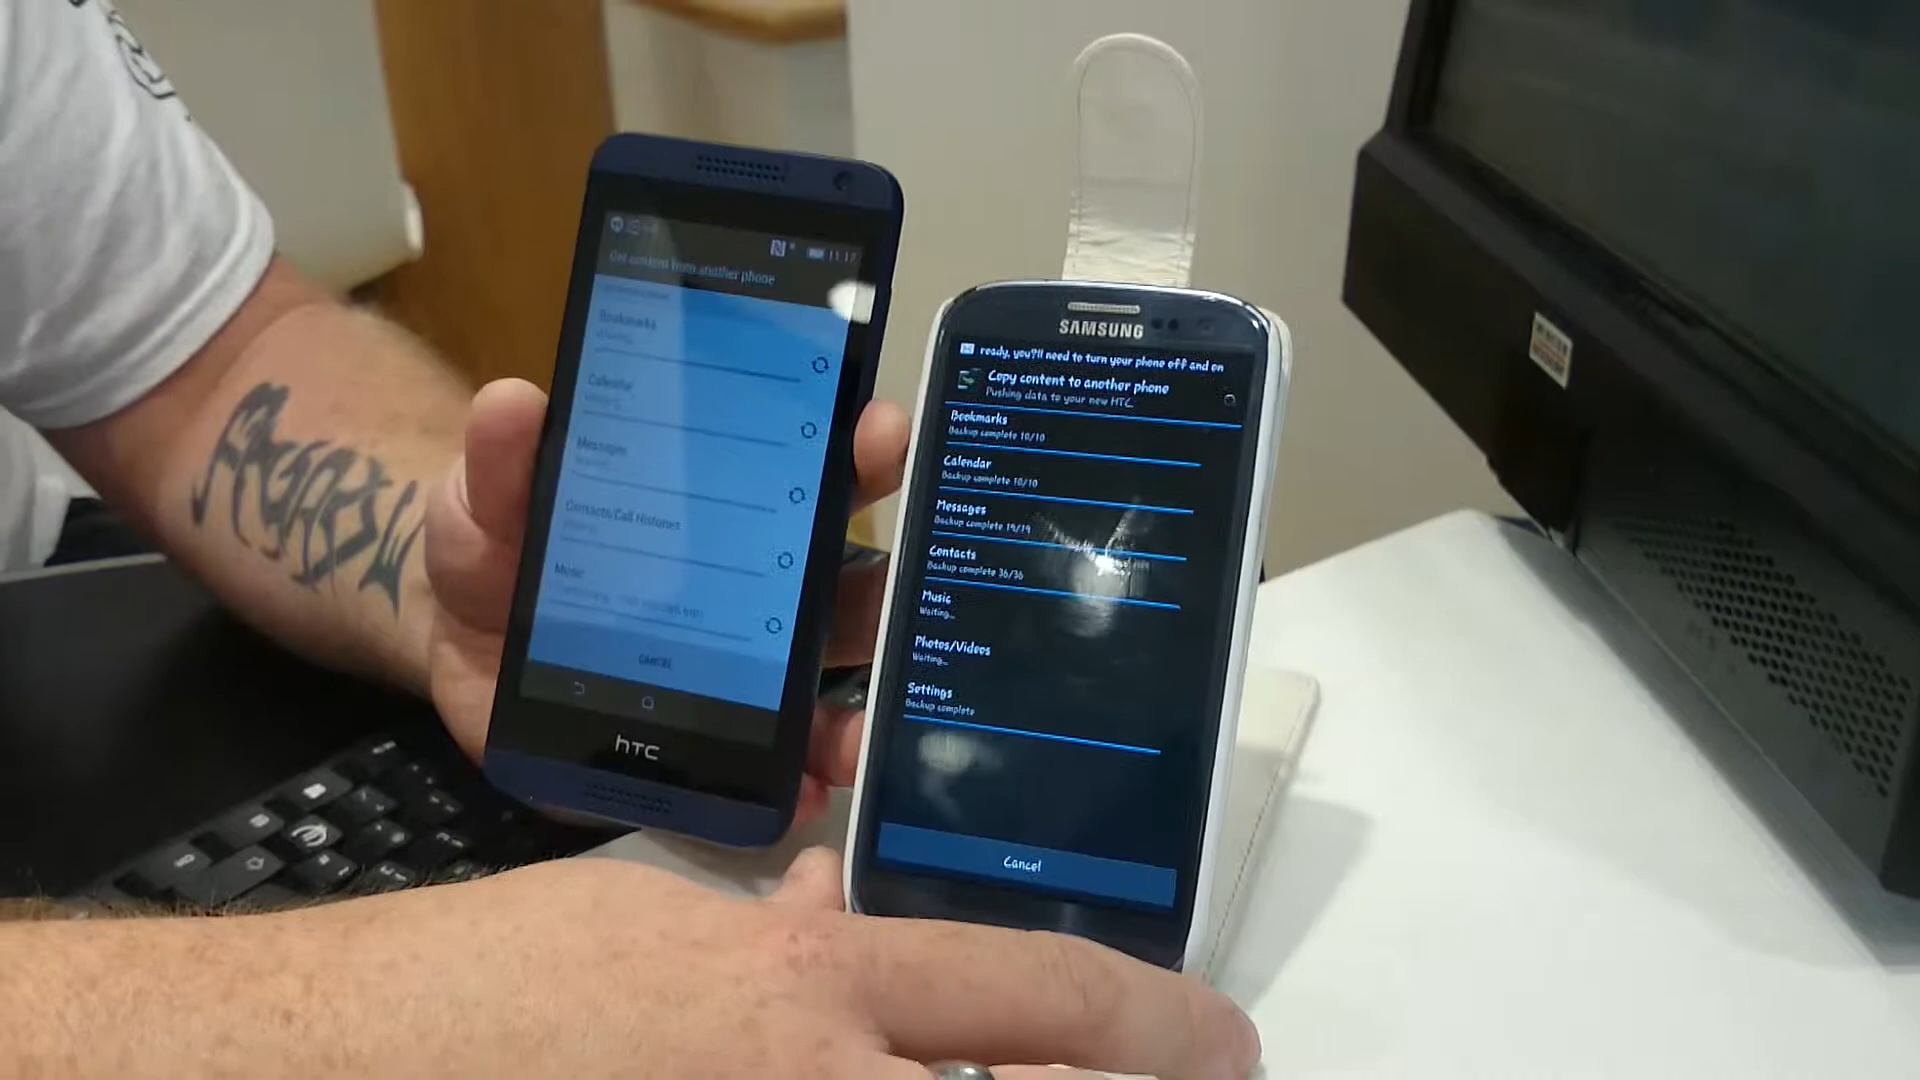 11:17
Get content from another phone
Bookmarks
Calendar
Messages
Contacts/Call Histories
Music
CANCEL
hTC
SAMSUNG
ready, you?ll need to turn your phone off and on
Copy content to another phone
Pushing data to your new HTC.
Bookmarks
Backup complete 10/10
Calendar
Backup complete 10/10
Messages
Backup complete 19/19
Contacts
Backup complete 36/36
Music
Waiting...
Photos/Videos
Waiting...
Settings
Backup complete
Cancel